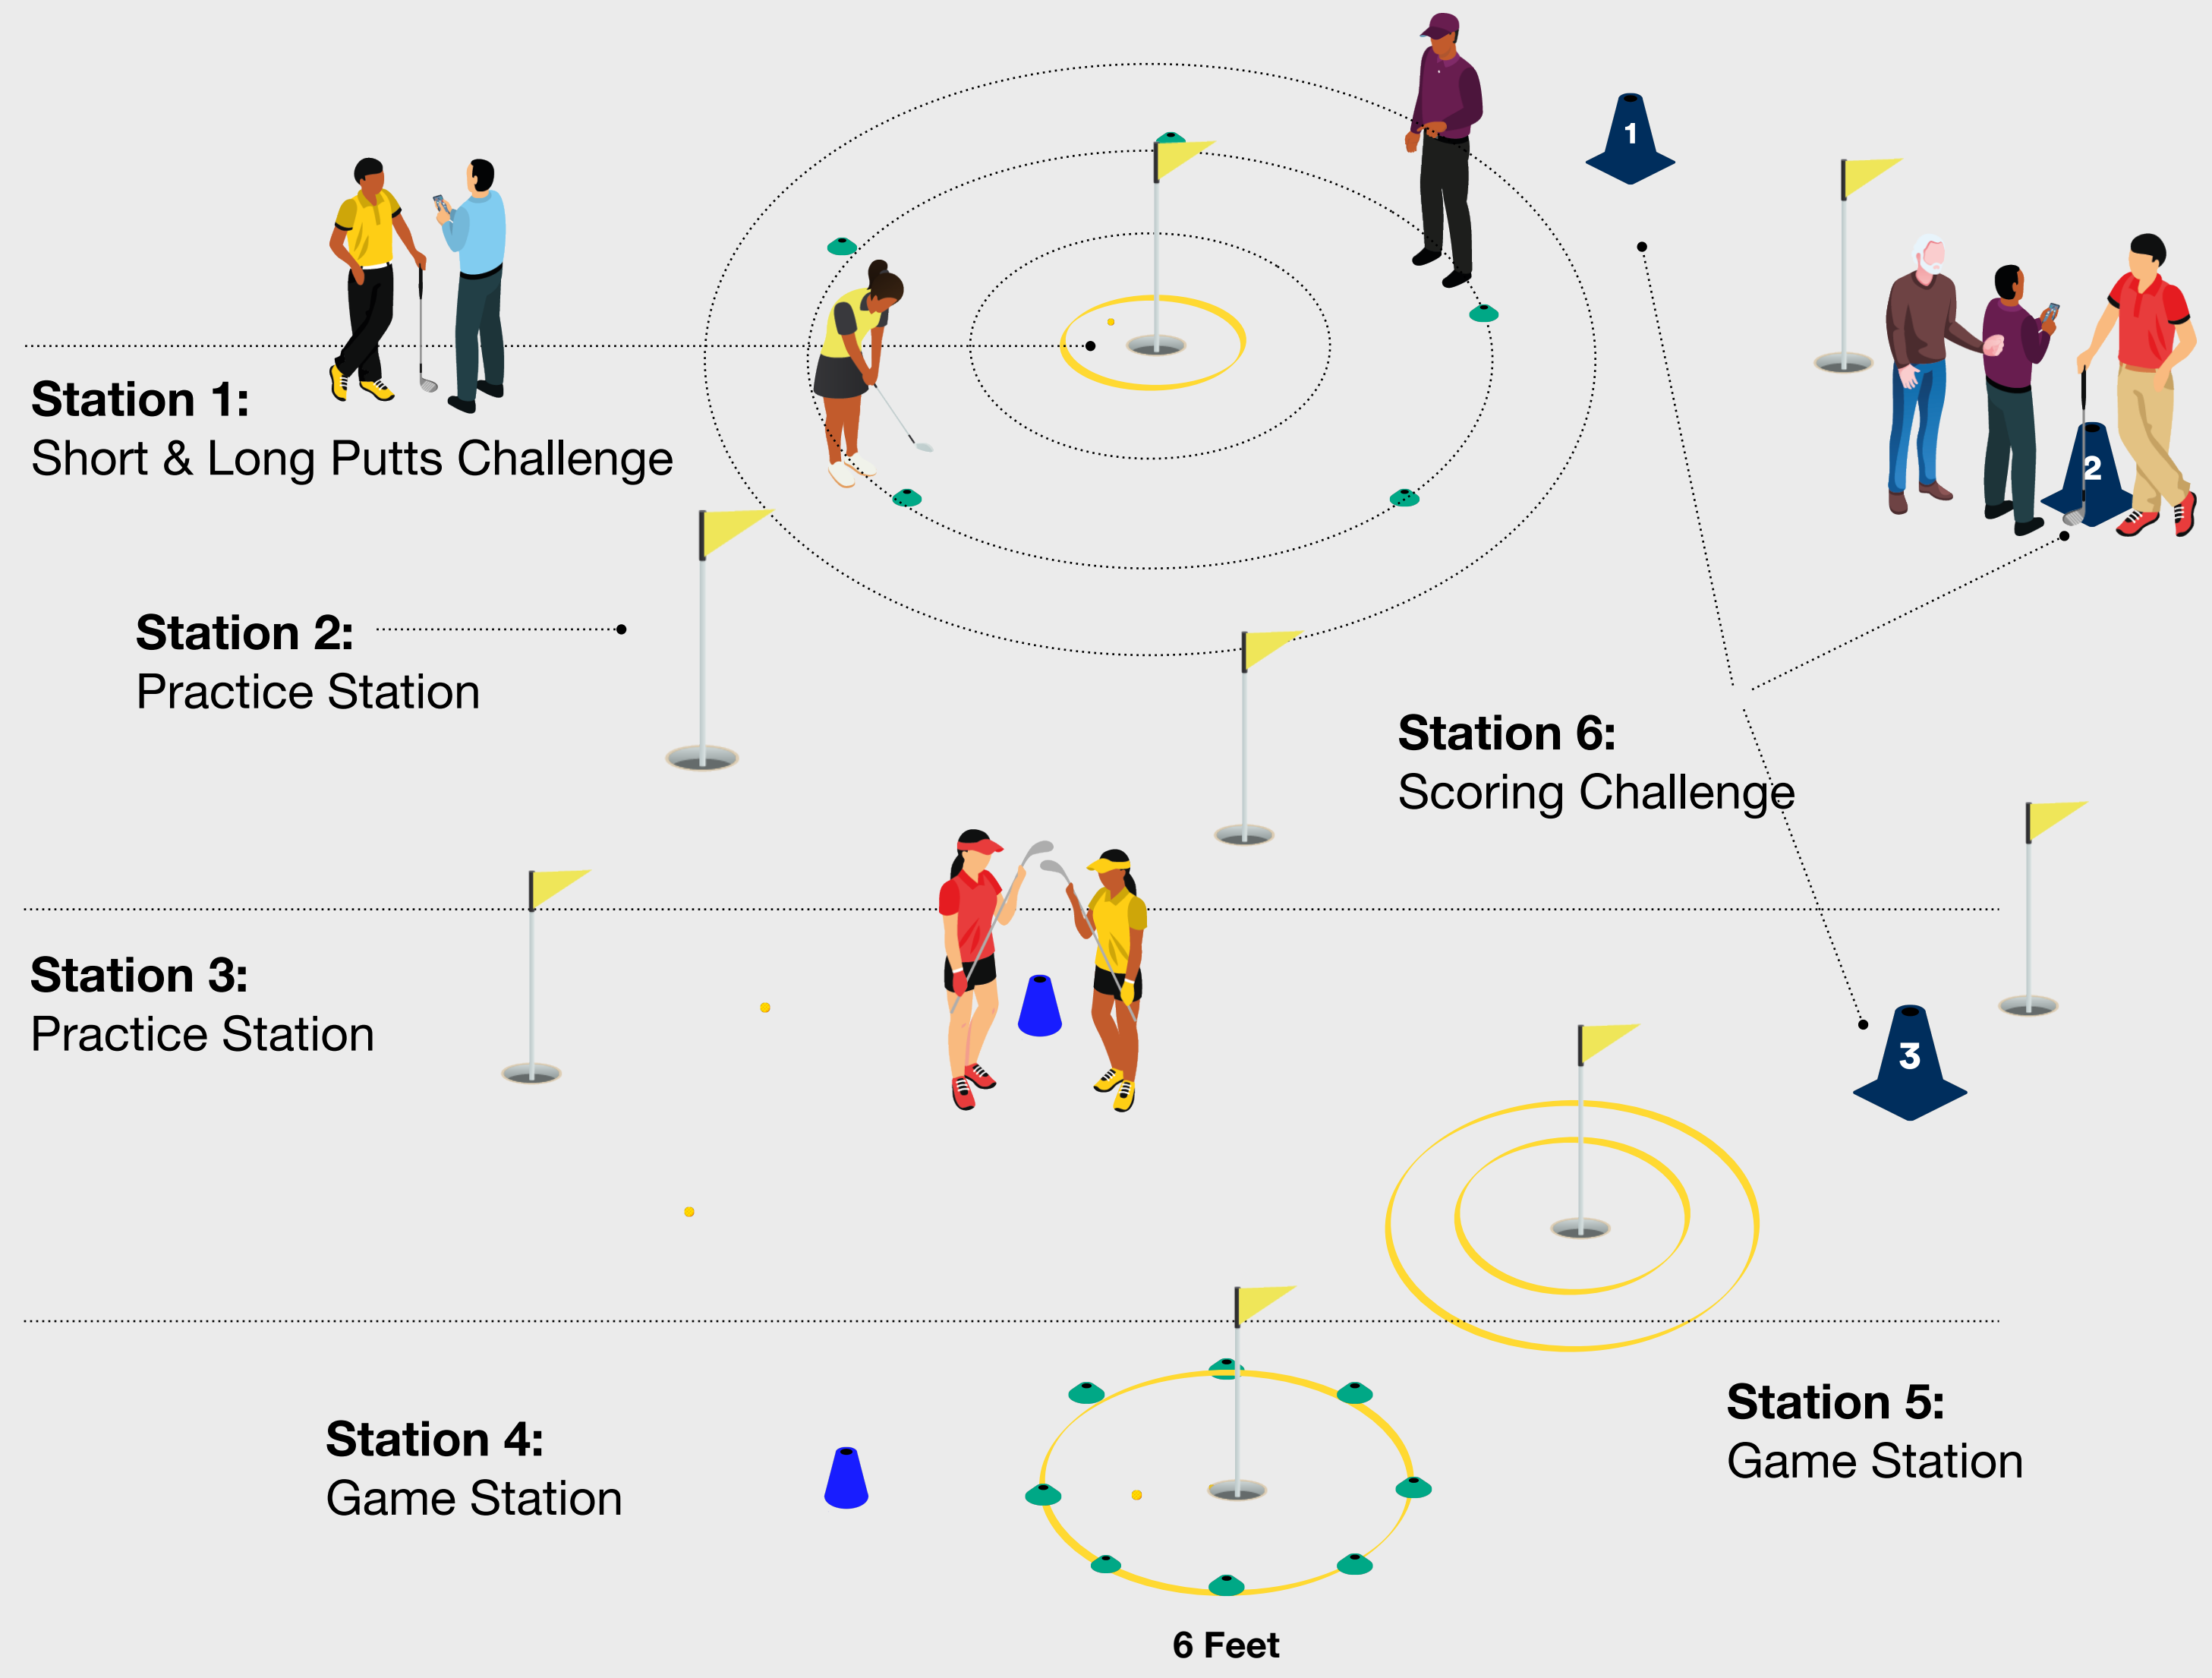 1
2
Station 1:
Short & Long Putts Challenge
Station 2:
Practice Station
Station 6:
Scoring Challenge
Station 3:
Practice Station
3
Station 5:
Game Station
Station 4:
Game Station
6 Feet